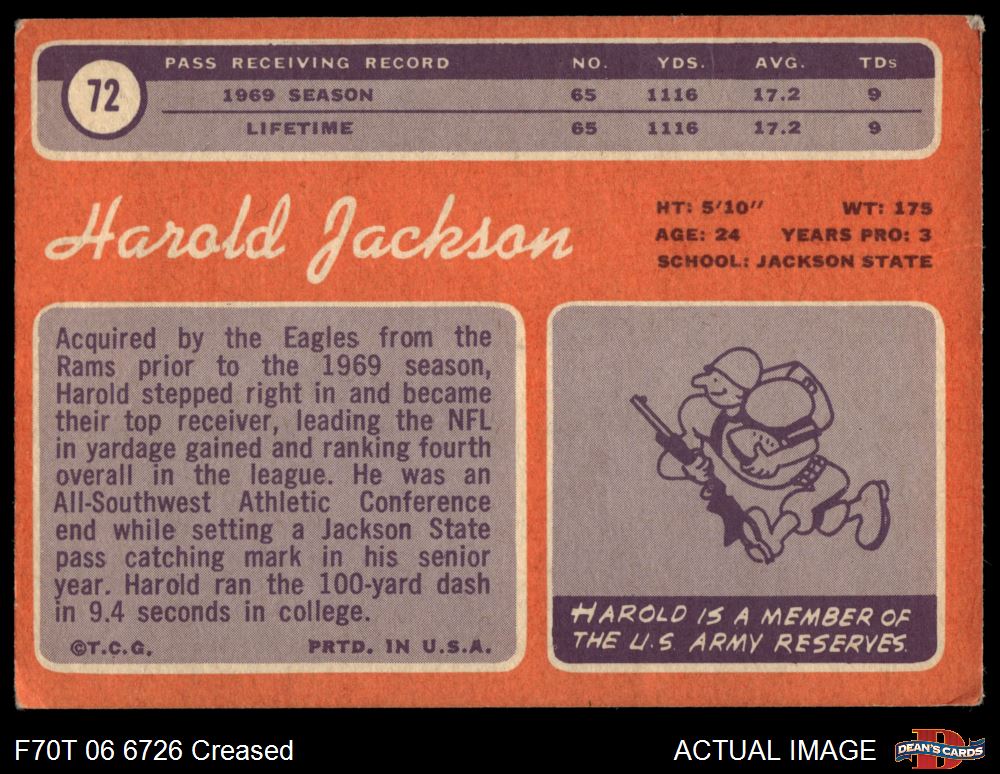 72
PASS RECEIVING RECORD NO. YDS. AVG. TDs
1969 SEASON 65 1116 17.2 9
LIFETIME 65 1116 17.2 9
Harold Jackson
HT: 5'10" WT: 175
AGE: 24 YEARS PRO: 3
SCHOOL: JACKSON STATE
Acquired by the Eagles from the
Rams prior to the 1969 season,
Harold stepped right in and became
their top receiver, leading the NFL
in yardage gained and ranking fourth
overall in the league. He was an
All-Southwest Athletic Conference
end while setting a Jackson State
pass catching mark in his senior
year. Harold ran the 100-yard dash
in 9.4 seconds in college.
©T.C.G. PRTD. IN U.S.A.
HAROLD IS A MEMBER OF
THE U.S. ARMY RESERVES.
F70T 06 6726 Creased
ACTUAL IMAGE
D
DEAN'S CARDS